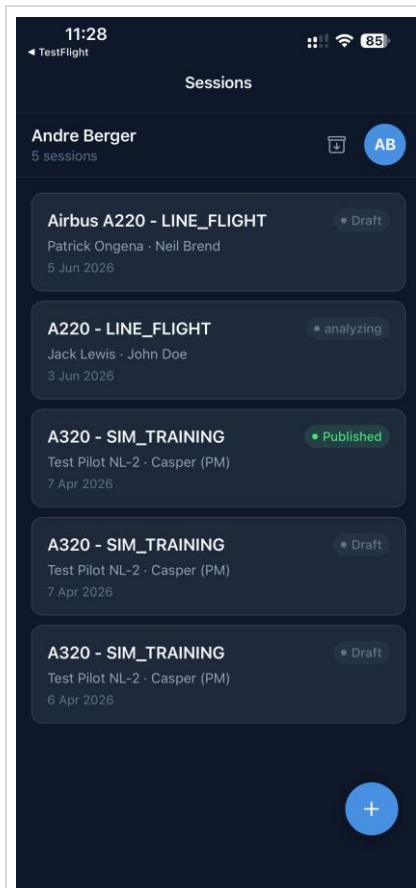 11:28
◀ TestFlight
85
Sessions
Andre Berger
5 sessions
AB
Airbus A220 - LINE_FLIGHT
• Draft
Patrick Ongena · Neil Brend
5 Jun 2026
A220 - LINE_FLIGHT
• analyzing
Jack Lewis · John Doe
3 Jun 2026
A320 - SIM_TRAINING
• Published
Test Pilot NL-2 · Casper (PM)
7 Apr 2026
A320 - SIM_TRAINING
• Draft
Test Pilot NL-2 · Casper (PM)
7 Apr 2026
A320 - SIM_TRAINING
• Draft
Test Pilot NL-2 · Casper (PM)
6 Apr 2026
+